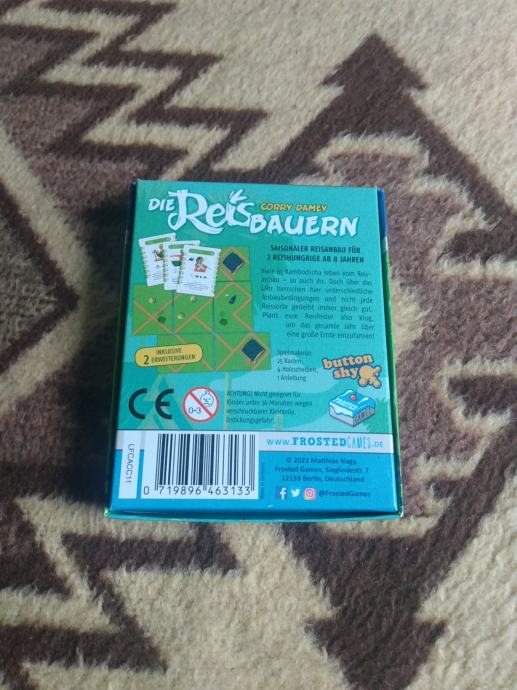 CORRY DAMEY
DIE Reis BAUERN
SAISONALER REISANBAU FÜR
2 REISHUNGRIGE AB 8 JAHREN
Viele in Kambodscha leben vom Reis-
anbau – so auch ihr. Doch über das
Jahr herrschen hier unterschiedliche
Anbaubedingungen und nicht jede
Reissorte gedeiht immer gleich gut.
Plant eure Reisfelder also klug,
um das gesamte Jahr über
eine große Ernte einzufahren!
2 INKLUSIVE
ERWEITERUNGEN
Spielmaterial:
25 Karten,
4 Holzscheiben,
1 Anleitung
button
shy
FROSTED
GAMES
CE
0-3
ACHTUNG! Nicht geeignet für
Kinder unter 36 Monaten wegen
verschluckbarer Kleinteile.
Erstickungsgefahr.
WWW.FROSTEDGAMES.DE
LFCACC11
0 719896 463133
© 2022 Matthias Nagy,
Frosted Games, Sieglindestr. 7
12159 Berlin, Deutschland
@FrostedGames